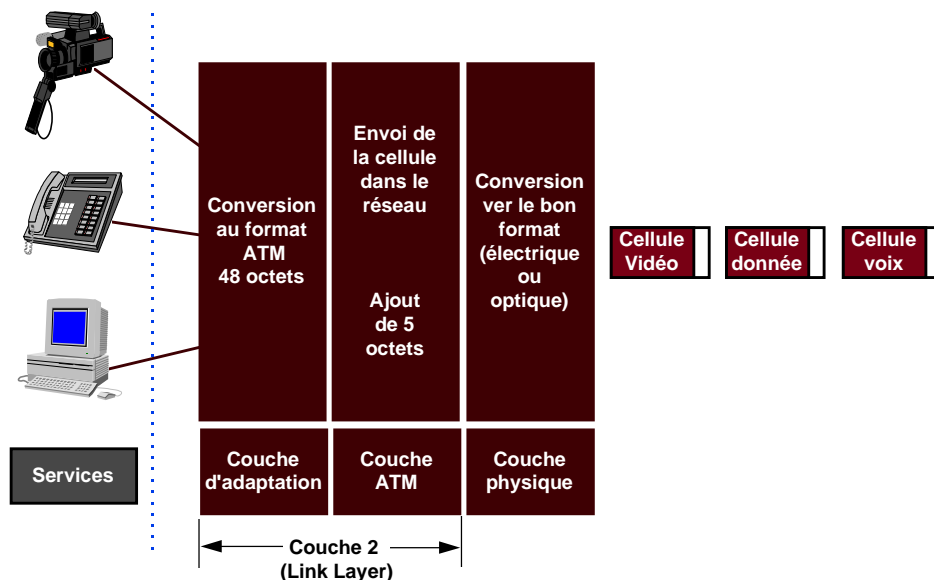 Conversion
au format
ATM
48 octets
Envoi de
la cellule
dans le
réseau
Ajout
de 5
octets
Conversion
ver le bon
format
(électrique
ou
optique)
Cellule
Vidéo
Cellule
donnée
Cellule
voix
Services
Couche
d'adaptation
Couche
ATM
Couche
physique
Couche 2
(Link Layer)